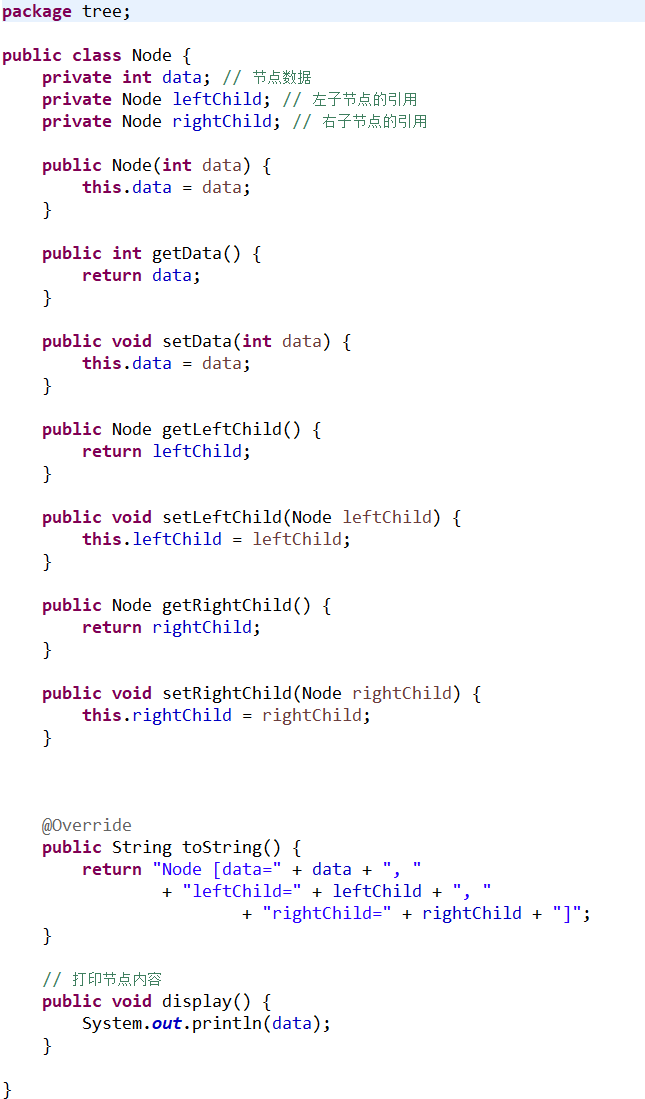 package tree;
public class Node {
private int data; // 节点数据
private Node leftChild; // 左子节点的引用
private Node rightChild; // 右子节点的引用
public Node(int data) {
this.data = data;
}
public int getData() {
return data;
}
public void setData(int data) {
this.data = data;
}
public Node getLeftChild() {
return leftChild;
}
public void setLeftChild(Node leftChild) {
this.leftChild = leftChild;
}
public Node getRightChild() {
return rightChild;
}
public void setRightChild(Node rightChild) {
this.rightChild = rightChild;
}
@Override
public String toString() {
return "Node [data=" + data + ", "
+ "leftChild=" + leftChild + ", "
+ "rightChild=" + rightChild + "]";
}
// 打印节点内容
public void display() {
System.out.println(data);
}
}